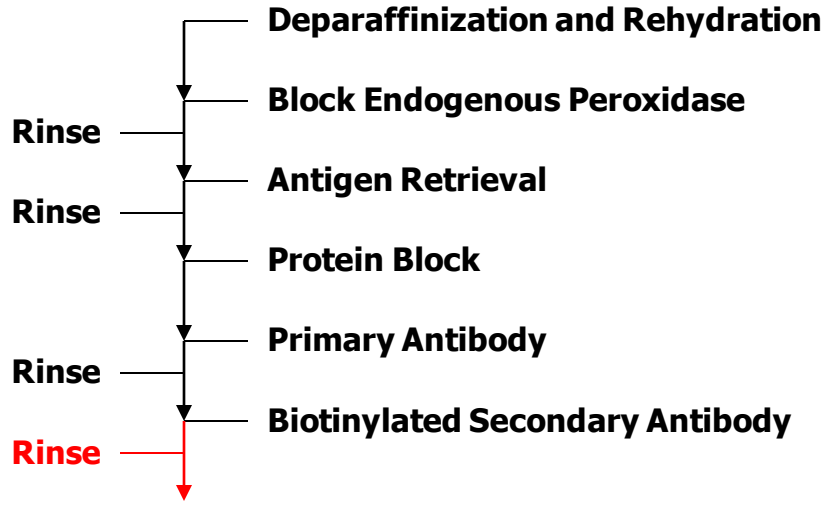 Deparaffinization and Rehydration
Block Endogenous Peroxidase
Rinse
Antigen Retrieval
Rinse
Protein Block
Primary Antibody
Rinse
Biotinylated Secondary Antibody
Rinse